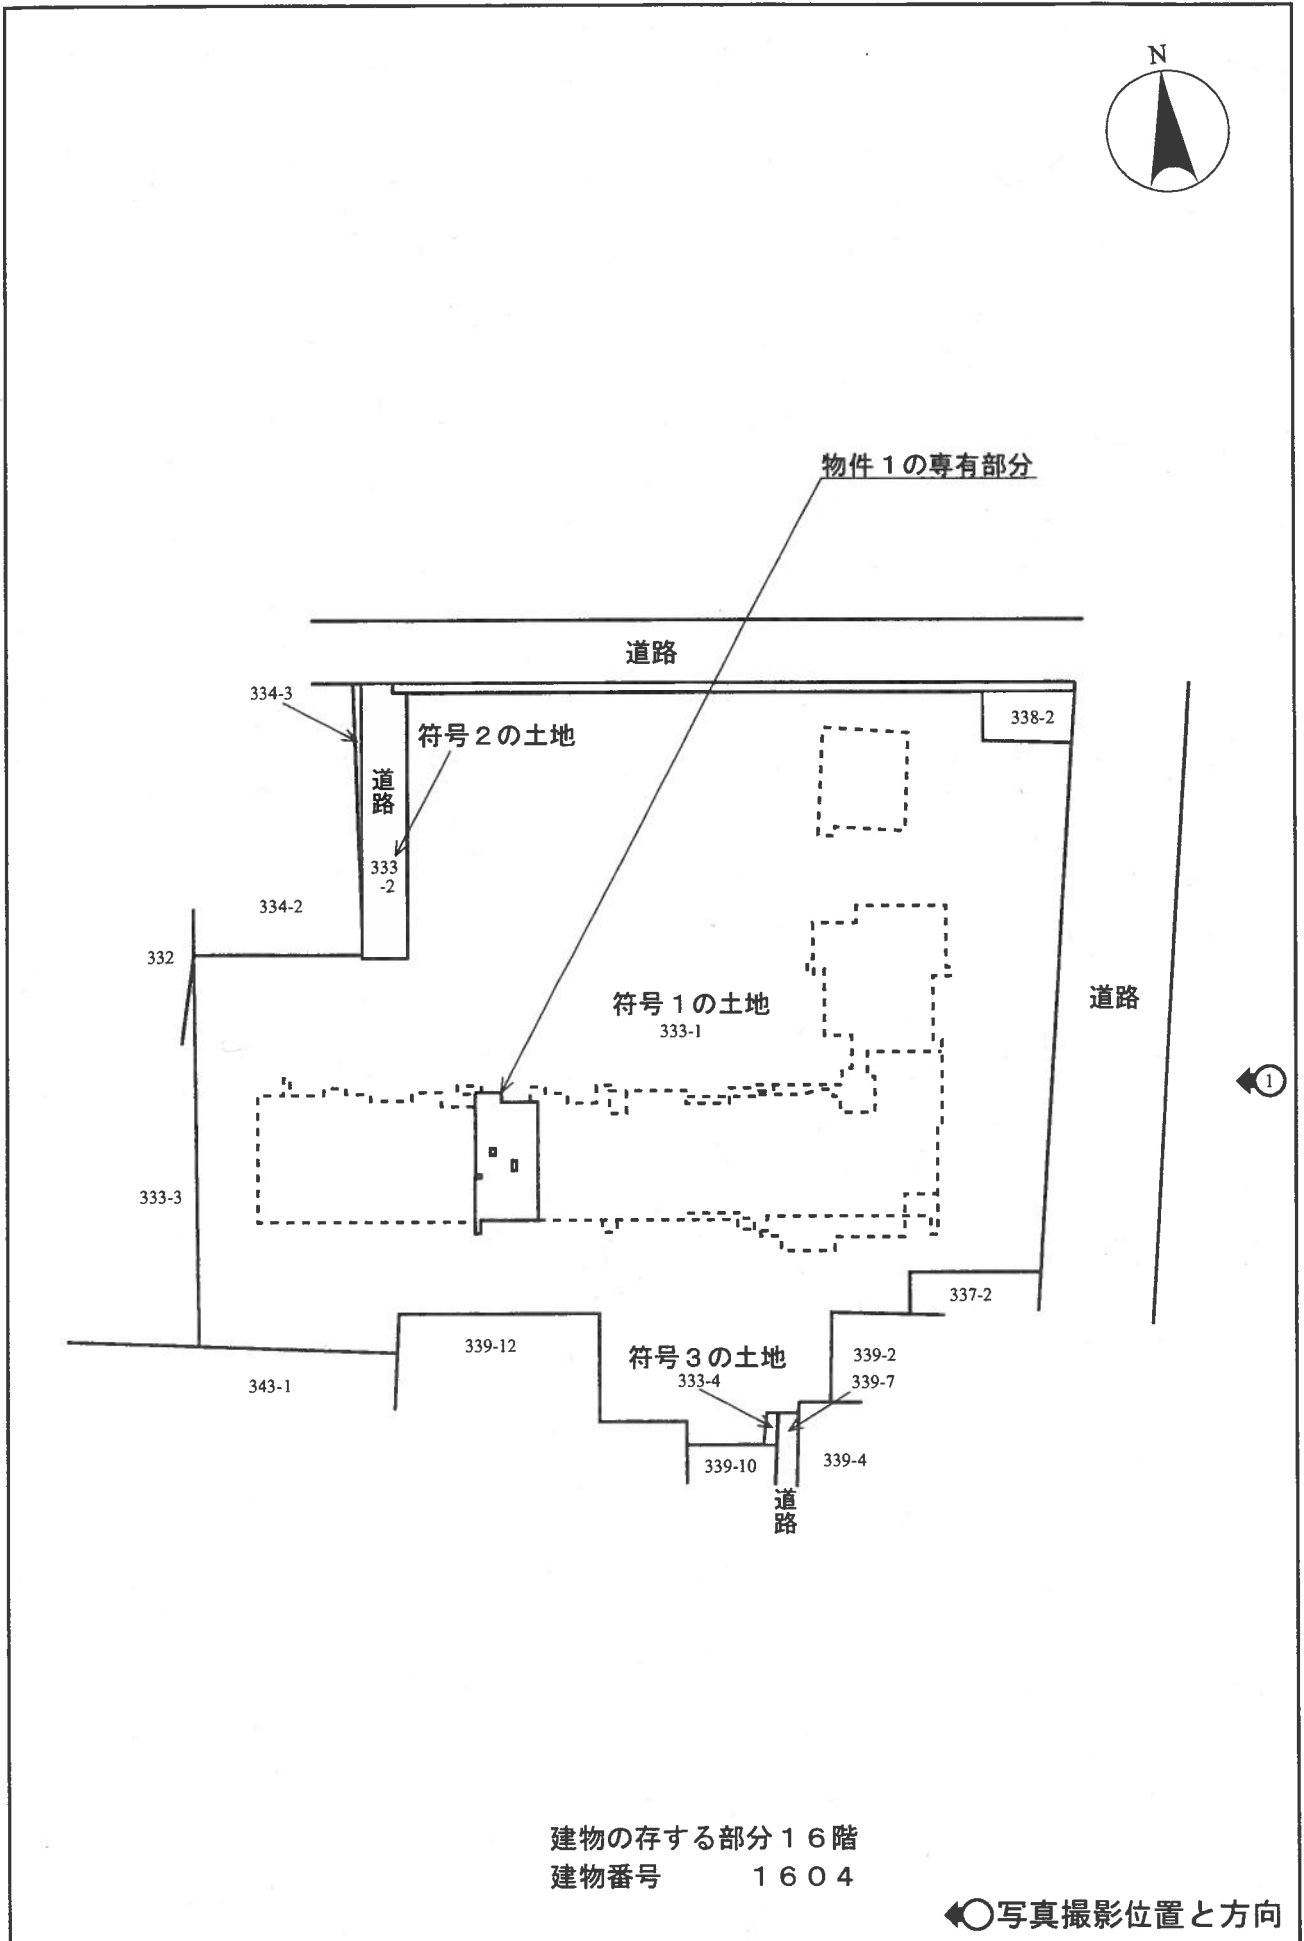 N
物件１の専有部分
道路
334-3
338-2
符号２の土地
道路
333
-2
334-2
332
符号１の土地
333-1
道路
1
333-3
337-2
339-12
符号３の土地
333-4
339-2
339-7
343-1
339-10
339-4
道路
建物の存する部分１６階
建物番号　１６０４
写真撮影位置と方向